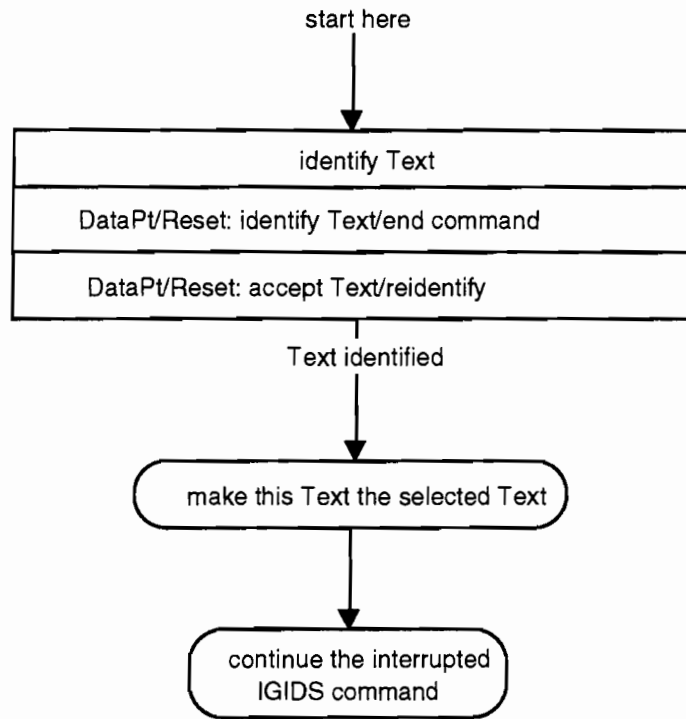 start here
identify Text
DataPt/Reset: identify Text/end command
DataPt/Reset: accept Text/reidentify
Text identified
make this Text the selected Text
continue the interrupted
IGIDS command